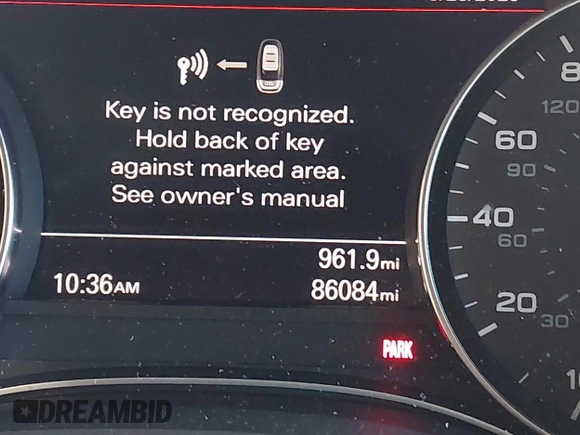 Key is not recognized.
Hold back of key
against marked area.
See owner's manual
961.9mi
10:36AM 86084mi
PARK
80
120
60
90
40
60
20
30
DREAMBID